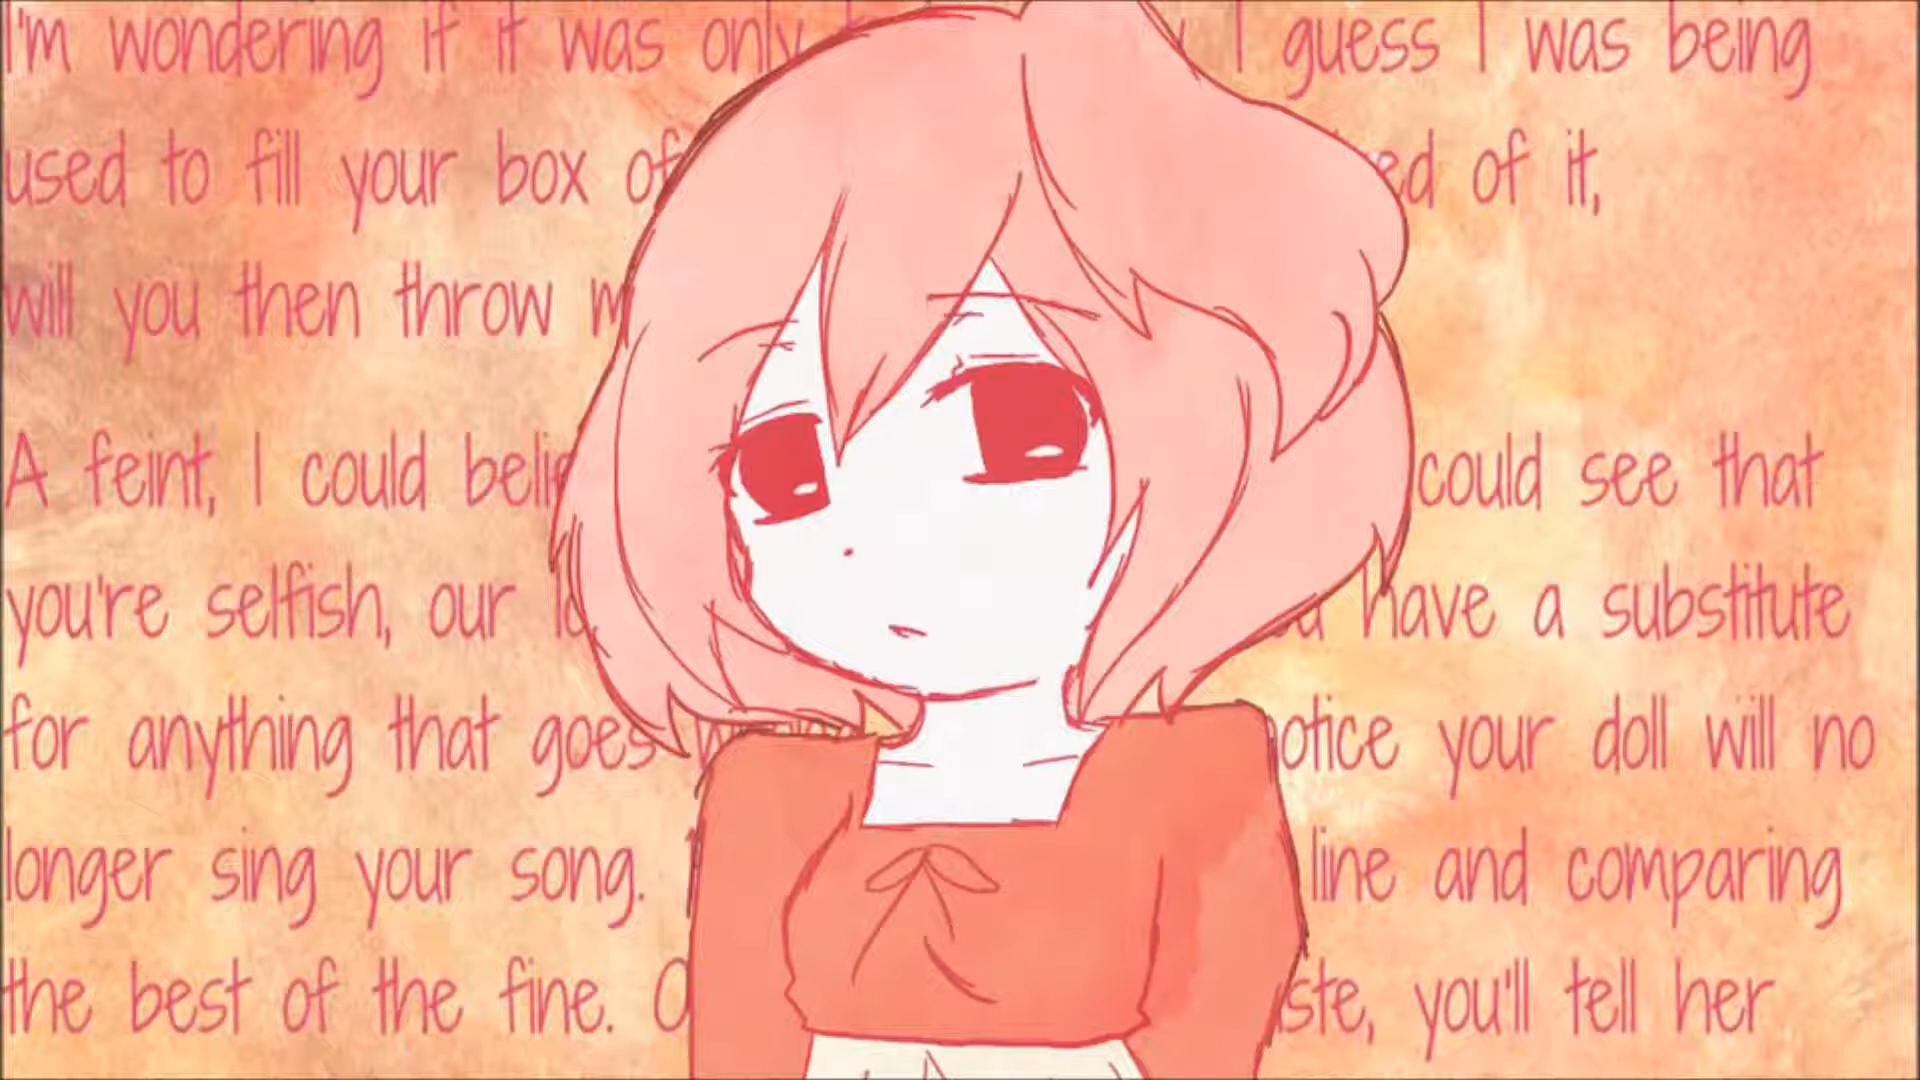 I'm wondering if it was only I guess I was being
used to fill your box of of it,
will you then throw
A feint, I could could see that
you're selfish, our have a substitute
for anything that goes your doll will no
longer sing your song. line and comparing
the best of the fine. you'll tell her